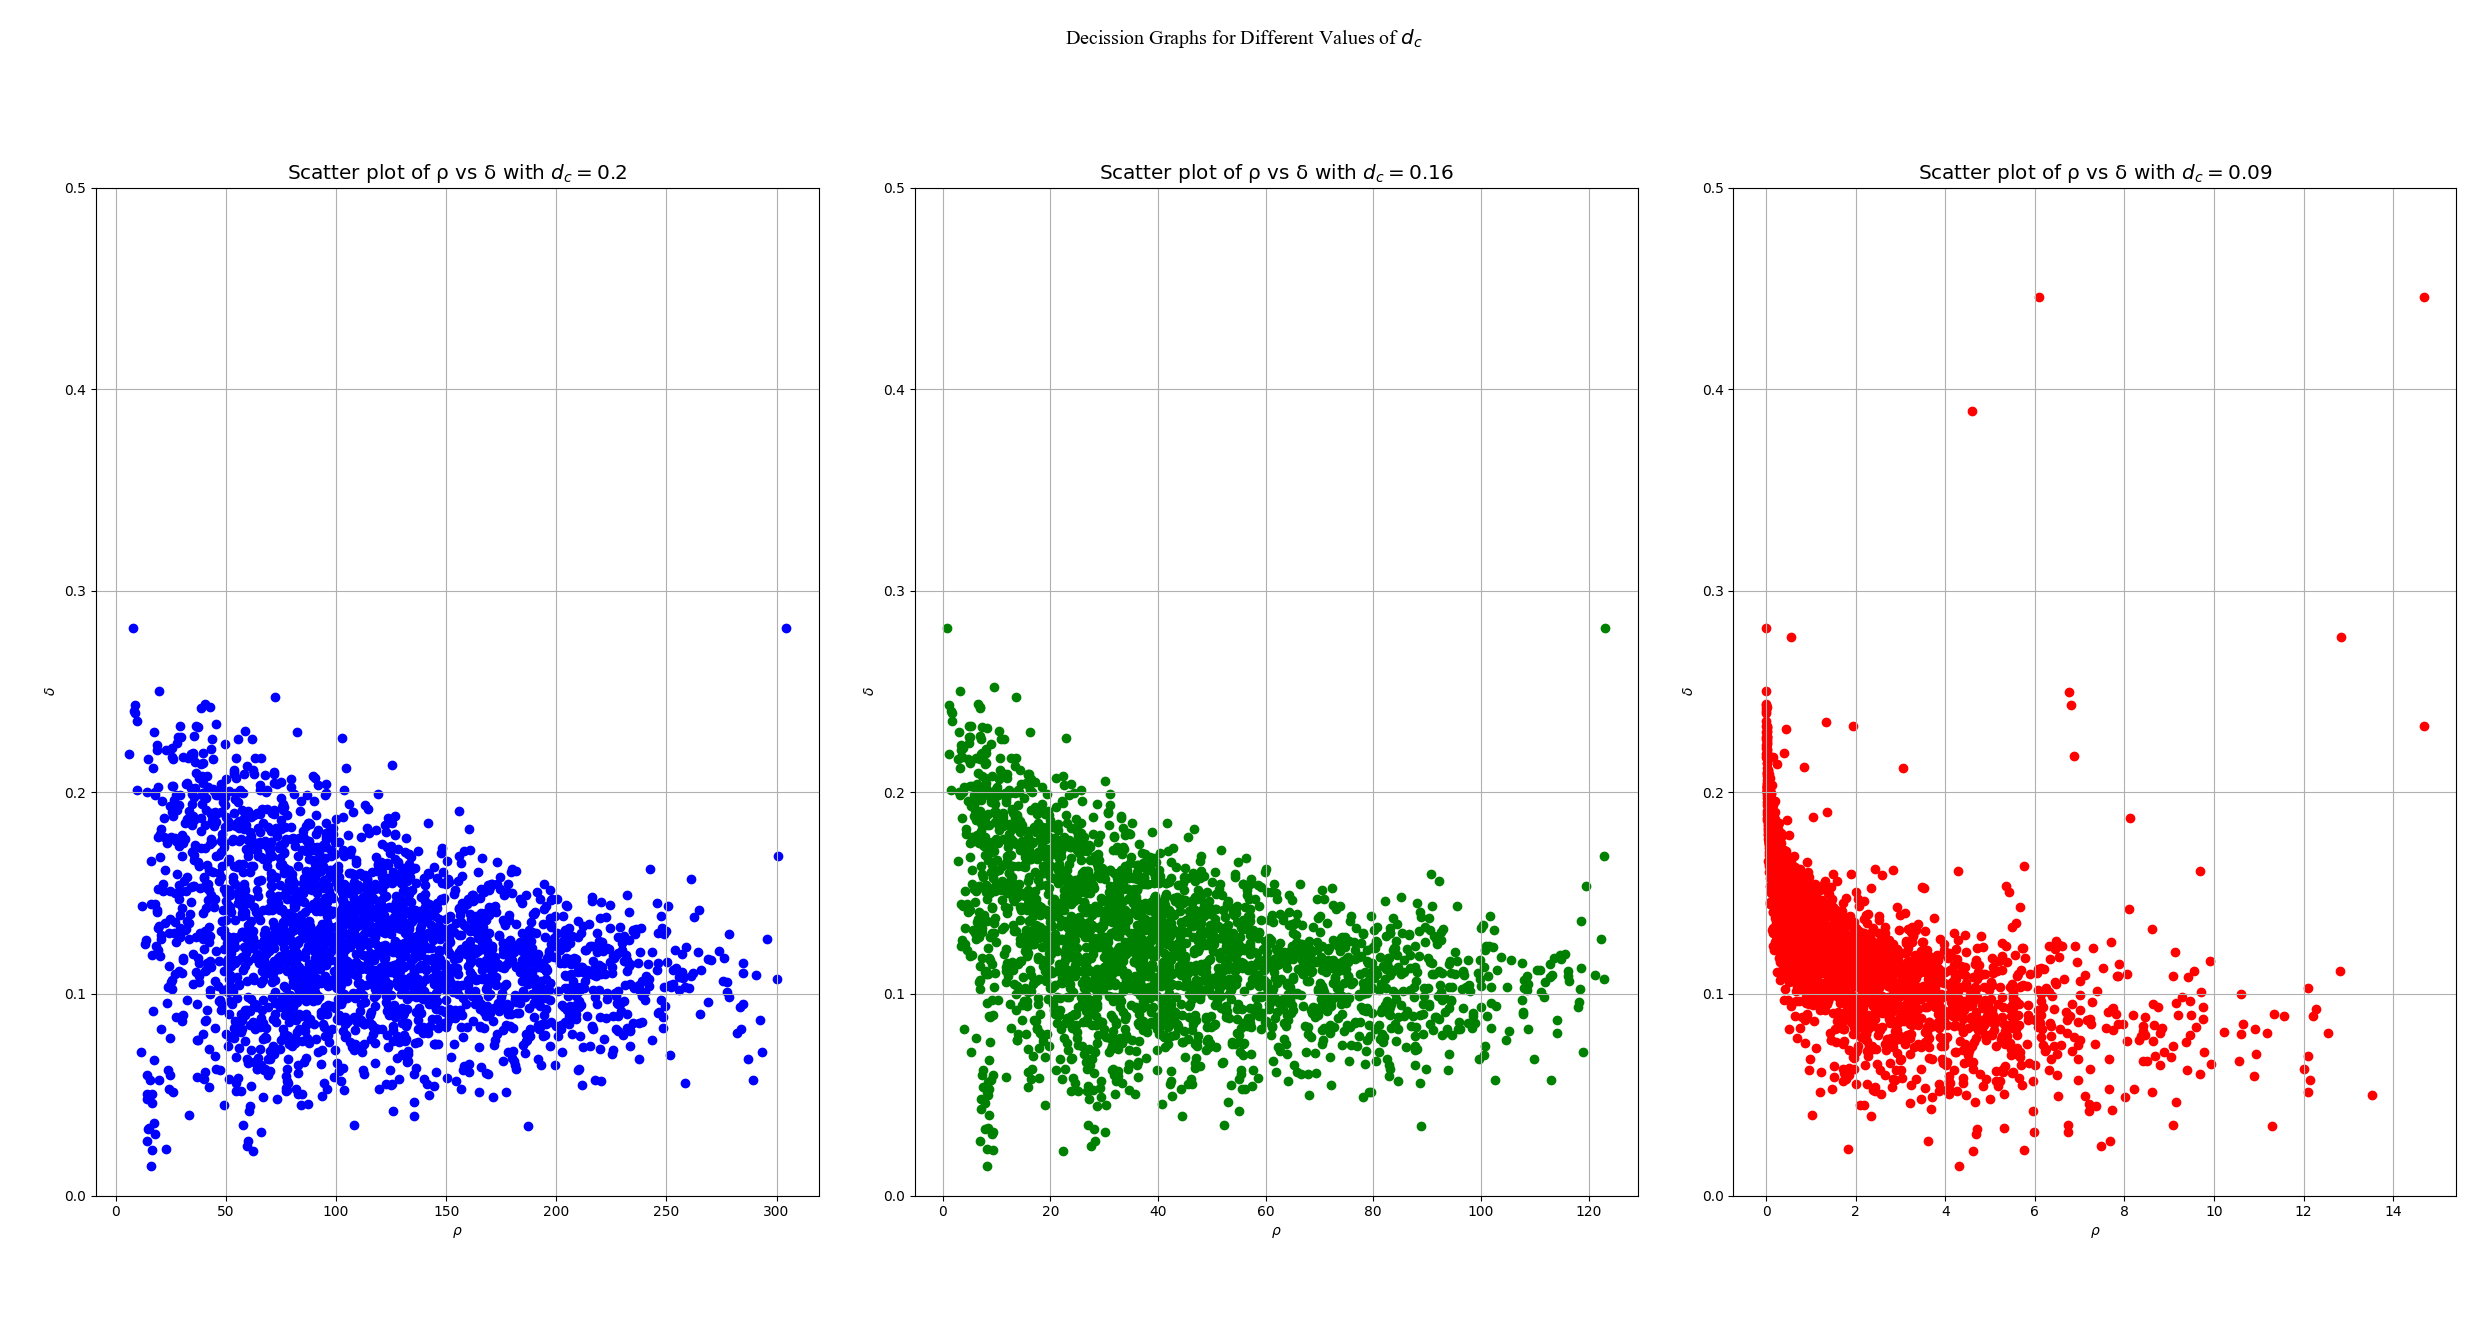 Decission Graphs for Different Values of d_c
Scatter plot of ρ vs δ with d_c = 0.2
0.5
0.4
0.3
0.2
0.1
0.0
δ
0 50 100 150 200 250 300
ρ
Scatter plot of ρ vs δ with d_c = 0.16
0.5
0.4
0.3
0.2
0.1
0.0
δ
0 20 40 60 80 100 120
ρ
Scatter plot of ρ vs δ with d_c = 0.09
0.5
0.4
0.3
0.2
0.1
0.0
δ
0 2 4 6 8 10 12 14
ρ